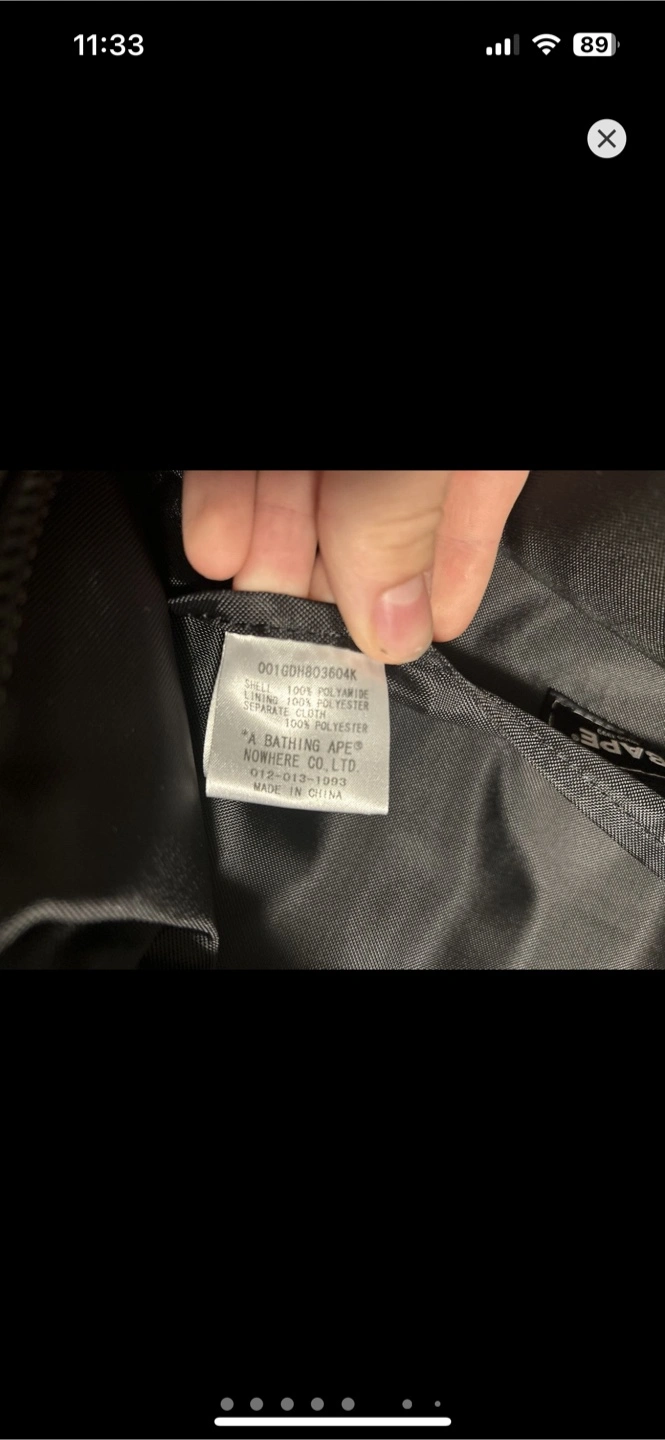 11:33
89
001GDH803604K
SHELL 100% POLYAMIDE
LINING 100% POLYESTER
SEPARATE CLOTH
100% POLYESTER
"A BATHING APE®
NOWHERE CO.,LTD.
012-013-1993
MADE IN CHINA
BAPE®